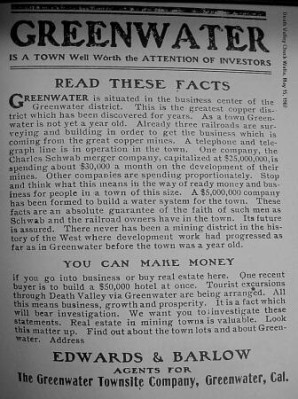 GREENWATER
IS A TOWN Well Worth the ATTENTION OF INVESTORS
READ THESE FACTS
GREENWATER is situated in the business center of the
Greenwater district. This is the greatest copper dis-
trict which has been discovered for years. As a town Green-
water is not yet a year old. Already three railroads are sur-
veying and building in order to get the business which is
coming from the great copper mines. A telephone and tele-
graph line is in operation the town. One company, the
Charles Schwab merger company, capitalized at $25,000,000, is
spending about $30,000 a month on the development of their
mines. Other companies are spending proportionately. Stop
and think what this means in the way of ready money and bus-
iness for people in a town of this size. A $5,000,000 company
has been formed to build a water system for the town. These
facts are an absolute guarantee of the faith of such men as
Schwab and the railroad owners have in the town. Its future
is assured. There never has been a mining district in the his-
tory of the West where development work had progressed as
far as in Greenwater before the town was a year old.
YOU CAN MAKE MONEY
if you go into business or buy real estate here. One recent
buyer is to build a $50,000 hotel at once. Tourist excursions
through Death Valley via Greenwater are being arranged. All
this means business, growth and prosperity. It is a fact which
will bear investigation. We want you to investigate these
statements. Real estate in mining towns is valuable. Look
this matter up. Find out about the town lots and about Green-
water. Address
EDWARDS & BARLOW
AGENTS FOR
The Greenwater Townsite Company, Greenwater, Cal.
Death Valley Chuck-Walla, May 15, 1907